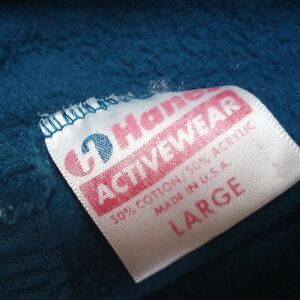 Hanes
ACTIVEWEAR
50% COTTON/50% ACRYLIC
MADE IN U.S.A.
LARGE